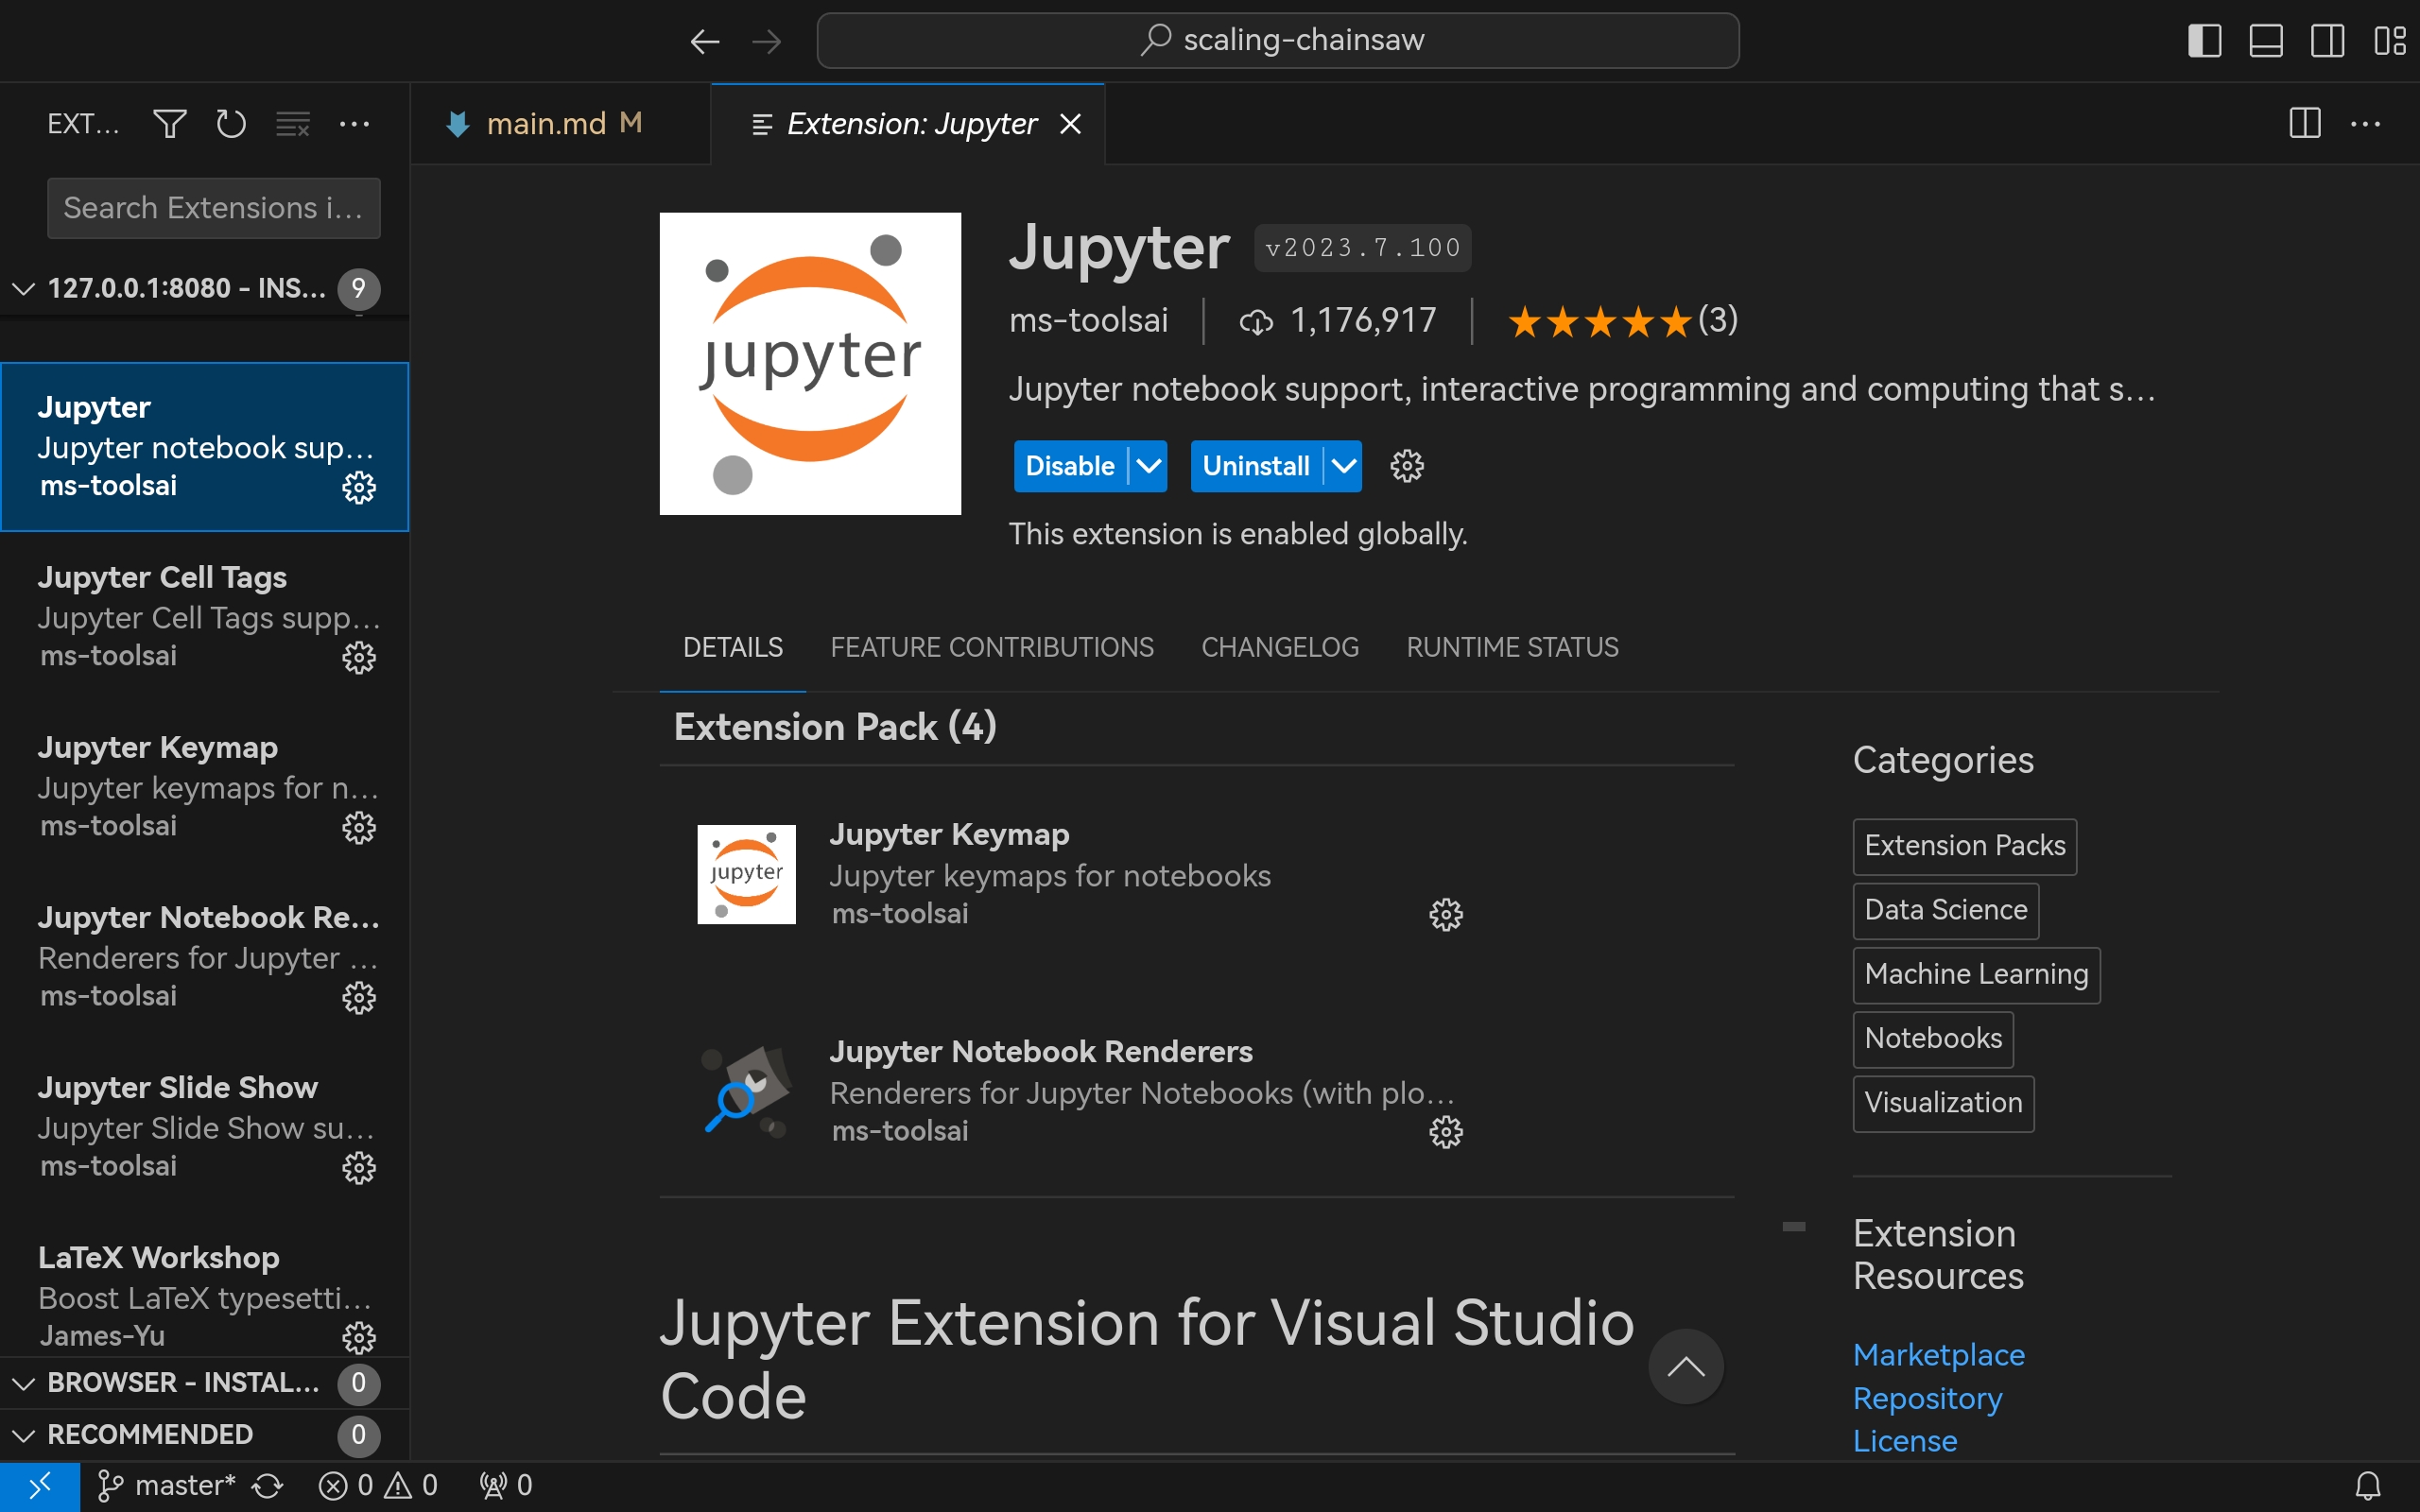 scaling-chainsaw
EXT...
main.md M
Extension: Jupyter
Search Extensions i...
127.0.0.1:8080 - INS... 9
Jupyter
Jupyter notebook sup...
ms-toolsai
Jupyter Cell Tags
Jupyter Cell Tags supp...
ms-toolsai
Jupyter Keymap
Jupyter keymaps for n...
ms-toolsai
Jupyter Notebook Re...
Renderers for Jupyter ...
ms-toolsai
Jupyter Slide Show
Jupyter Slide Show su...
ms-toolsai
LaTeX Workshop
Boost LaTeX typesetti...
James-Yu
BROWSER - INSTAL... 0
RECOMMENDED 0
jupyter
Jupyter v2023.7.100
ms-toolsai 1,176,917 ★★★★★(3)
Jupyter notebook support, interactive programming and computing that s...
Disable Uninstall
This extension is enabled globally.
DETAILS FEATURE CONTRIBUTIONS CHANGELOG RUNTIME STATUS
Extension Pack (4)
jupyter
Jupyter Keymap
Jupyter keymaps for notebooks
ms-toolsai
Jupyter Notebook Renderers
Renderers for Jupyter Notebooks (with plo...
ms-toolsai
Jupyter Extension for Visual Studio
Code
Categories
Extension Packs
Data Science
Machine Learning
Notebooks
Visualization
Extension
Resources
Marketplace
Repository
License
master* 0 0 0